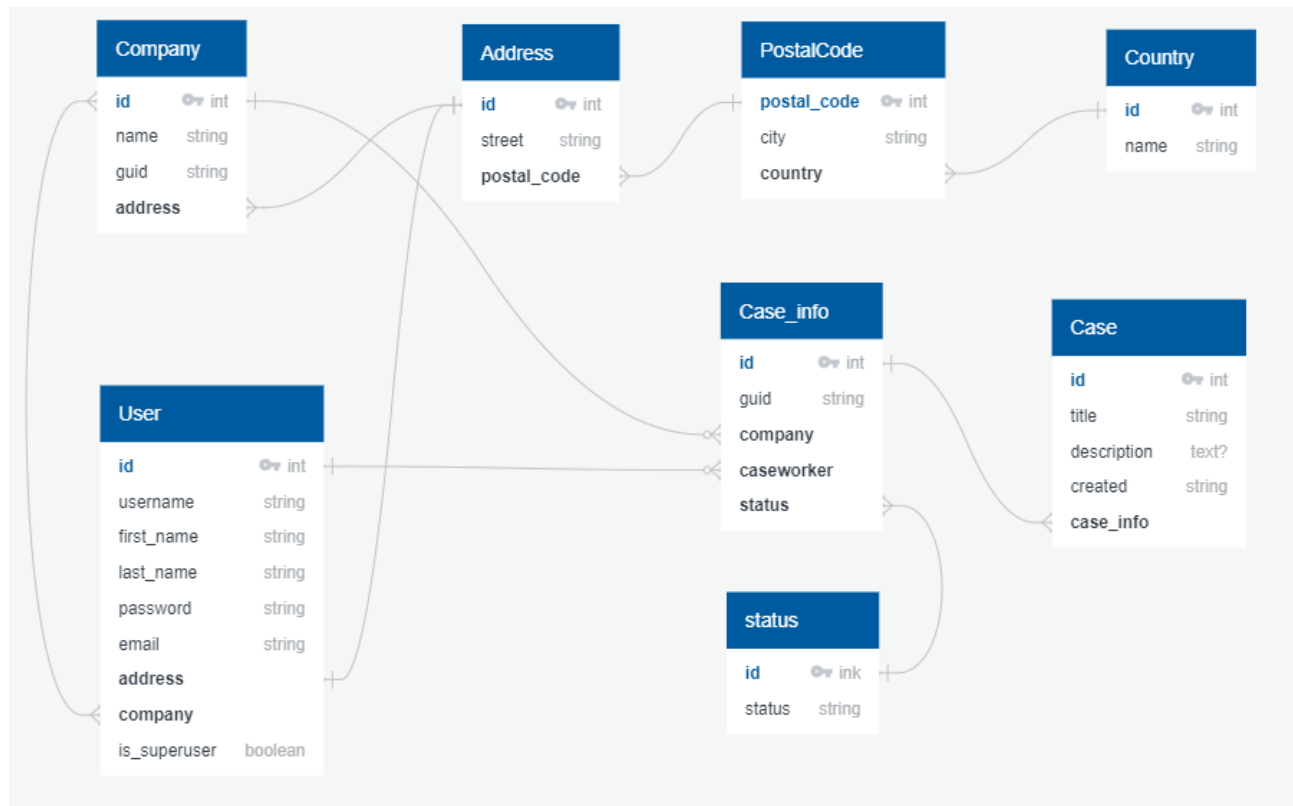 Company
id int
name string
guid string
address
Address
id int
street string
postal_code
PostalCode
postal_code int
city string
country
Country
id int
name string
User
id int
username string
first_name string
last_name string
password string
email string
address
company
is_superuser boolean
Case_info
id int
guid string
company
caseworker
status
Case
id int
title string
description text?
created string
case_info
status
id ink
status string